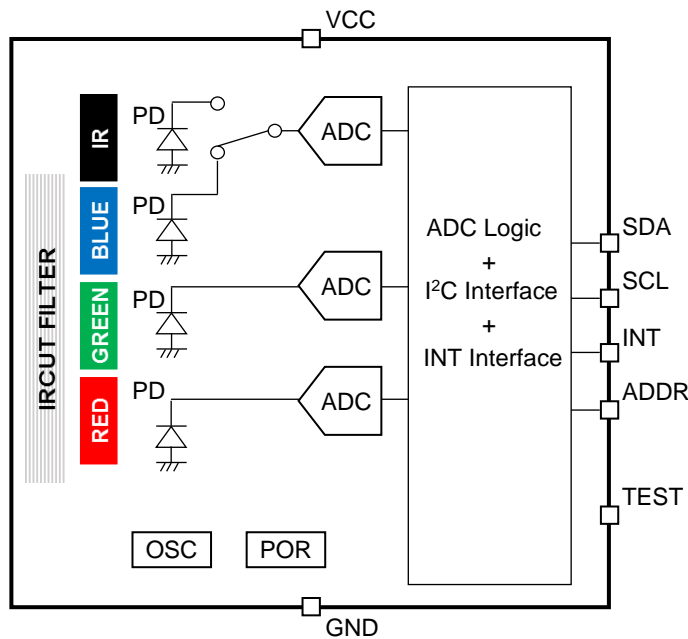 VCC
IR
PD
ADC
BLUE
PD
IRCUT FILTER
GREEN
PD
ADC
RED
PD
ADC
ADC Logic
+
I²C Interface
+
INT Interface
SDA
SCL
INT
ADDR
TEST
OSC
POR
GND